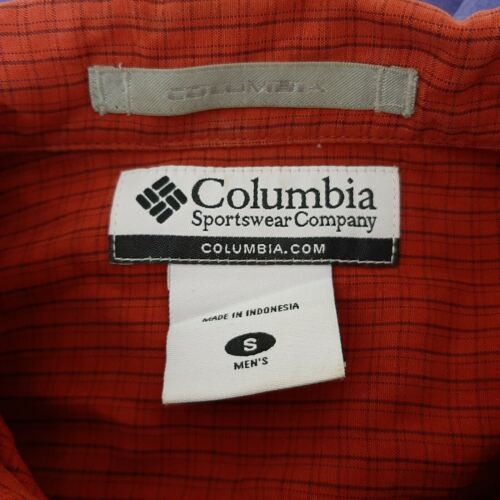 COLUMBIA
Columbia
Sportswear Company
COLUMBIA.COM
MADE IN INDONESIA
S
MEN'S